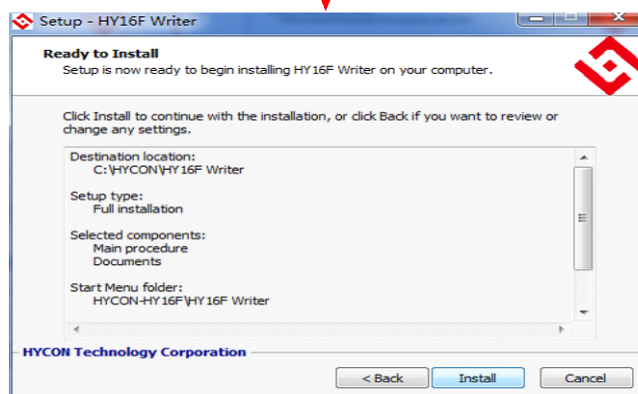 Setup - HY16F Writer
Ready to Install
Setup is now ready to begin installing HY16F Writer on your computer.
Click Install to continue with the installation, or click Back if you want to review or
change any settings.
Destination location:
C:\HYCON\HY16F Writer
Setup type:
Full installation
Selected components:
Main procedure
Documents
Start Menu folder:
HYCON-HY16F\HY16F Writer
HYCON Technology Corporation
< Back
Install
Cancel